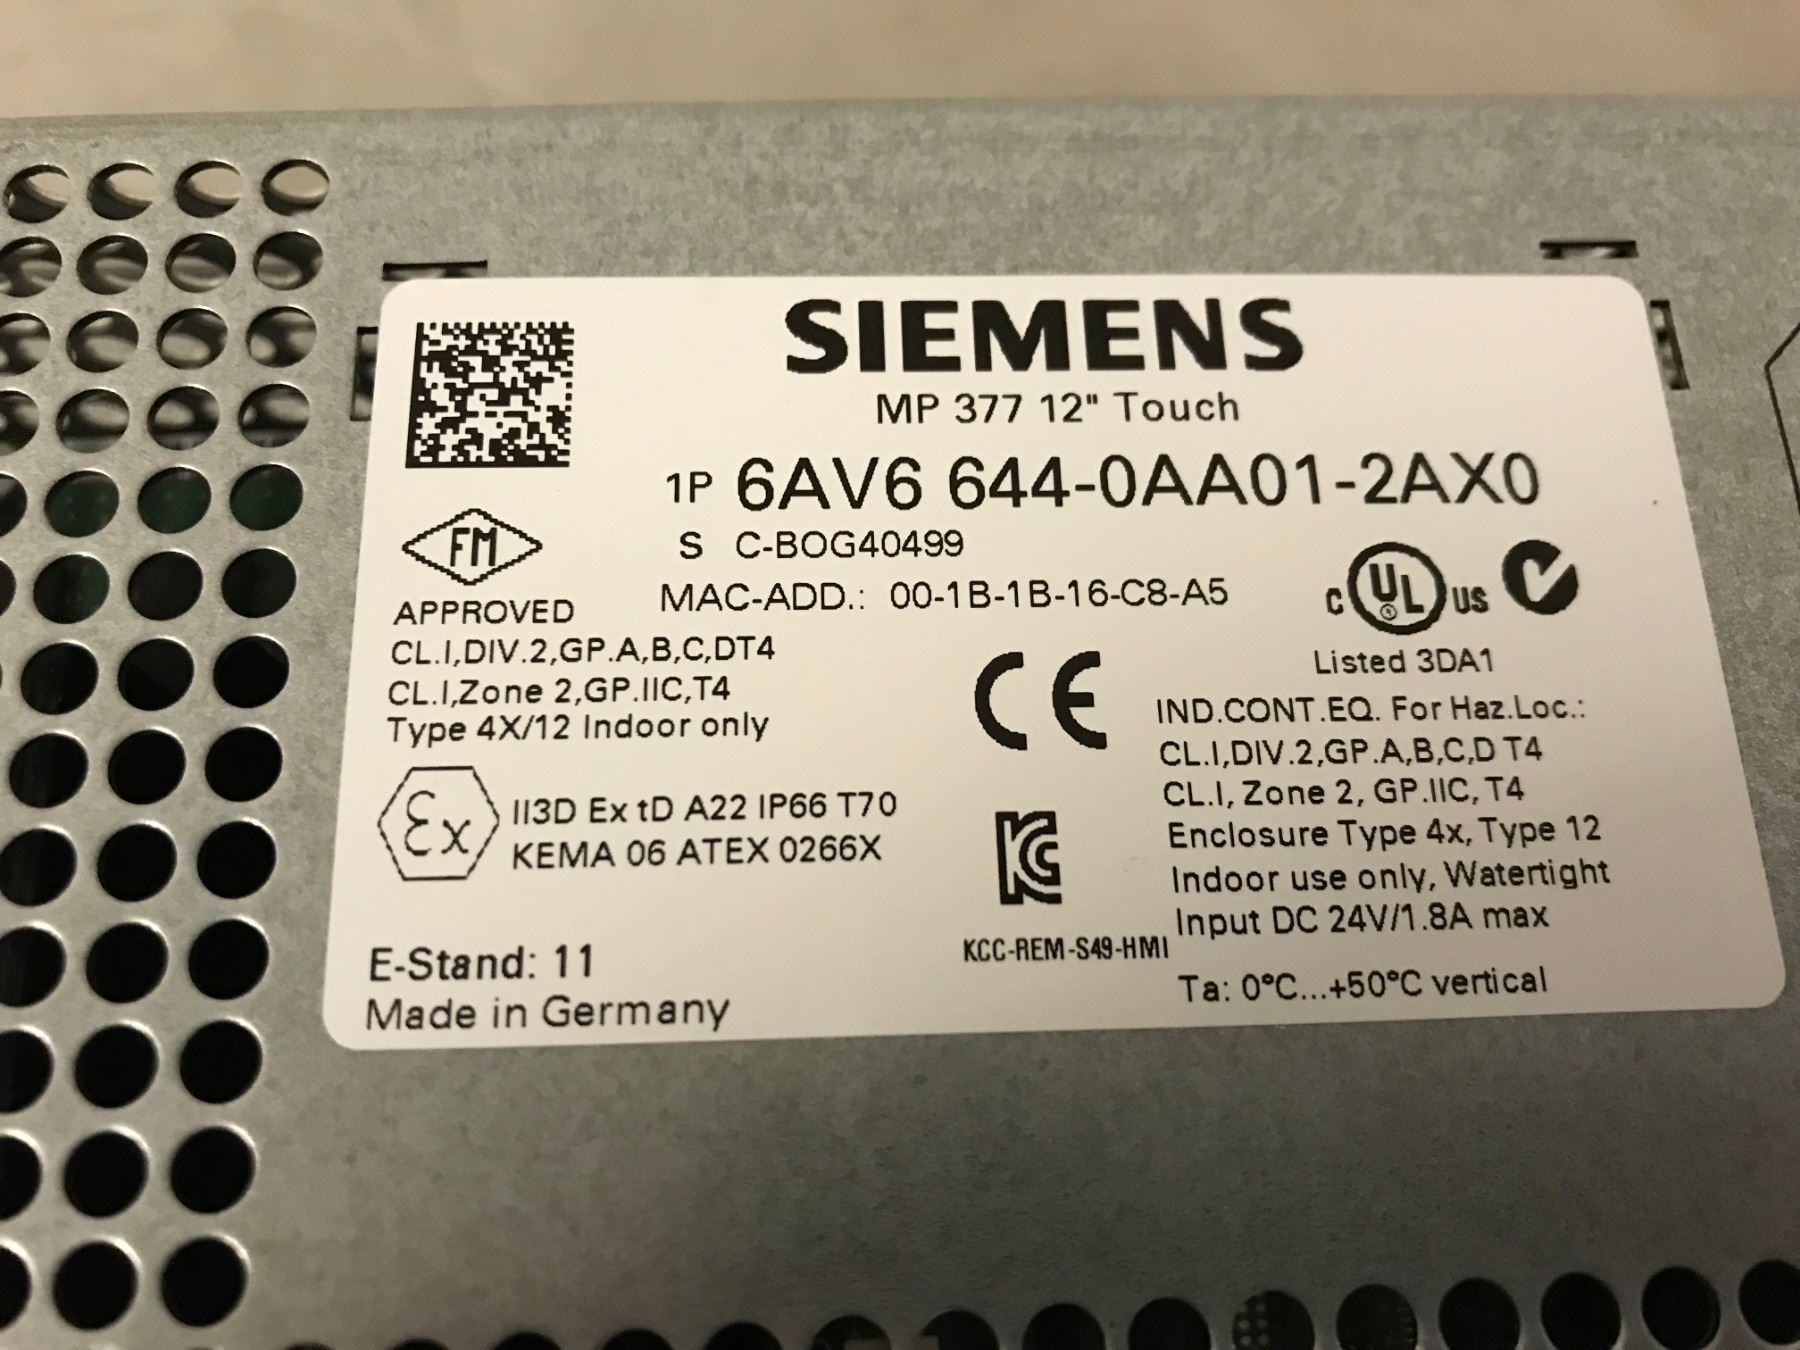 SIEMENS
MP 377 12" Touch
1P 6AV6 644-0AA01-2AX0
S C-BOG40499
MAC-ADD.: 00-1B-1B-16-C8-A5
FM
APPROVED
CL.I,DIV.2,GP.A,B,C,DT4
CL.I,Zone 2,GP.IIC,T4
Type 4X/12 Indoor only
Ex
II3D Ex tD A22 IP66 T70
KEMA 06 ATEX 0266X
E-Stand: 11
Made in Germany
CE
KCC-REM-S49-HMI
C UL US
Listed 3DA1
IND.CONT.EQ. For Haz.Loc.:
CL.I,DIV.2,GP.A,B,C,D T4
CL.I, Zone 2, GP.IIC, T4
Enclosure Type 4x, Type 12
Indoor use only, Watertight
Input DC 24V/1.8A max
Ta: 0°C...+50°C vertical